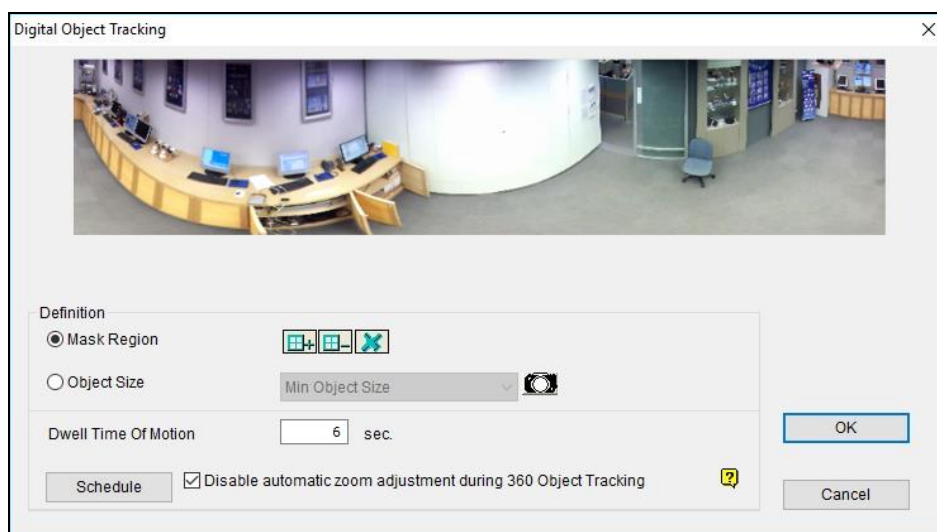 Digital Object Tracking
Definition
Mask Region
Object Size
Min Object Size
Dwell Time Of Motion
6 sec.
OK
Schedule
Disable automatic zoom adjustment during 360 Object Tracking
?
Cancel